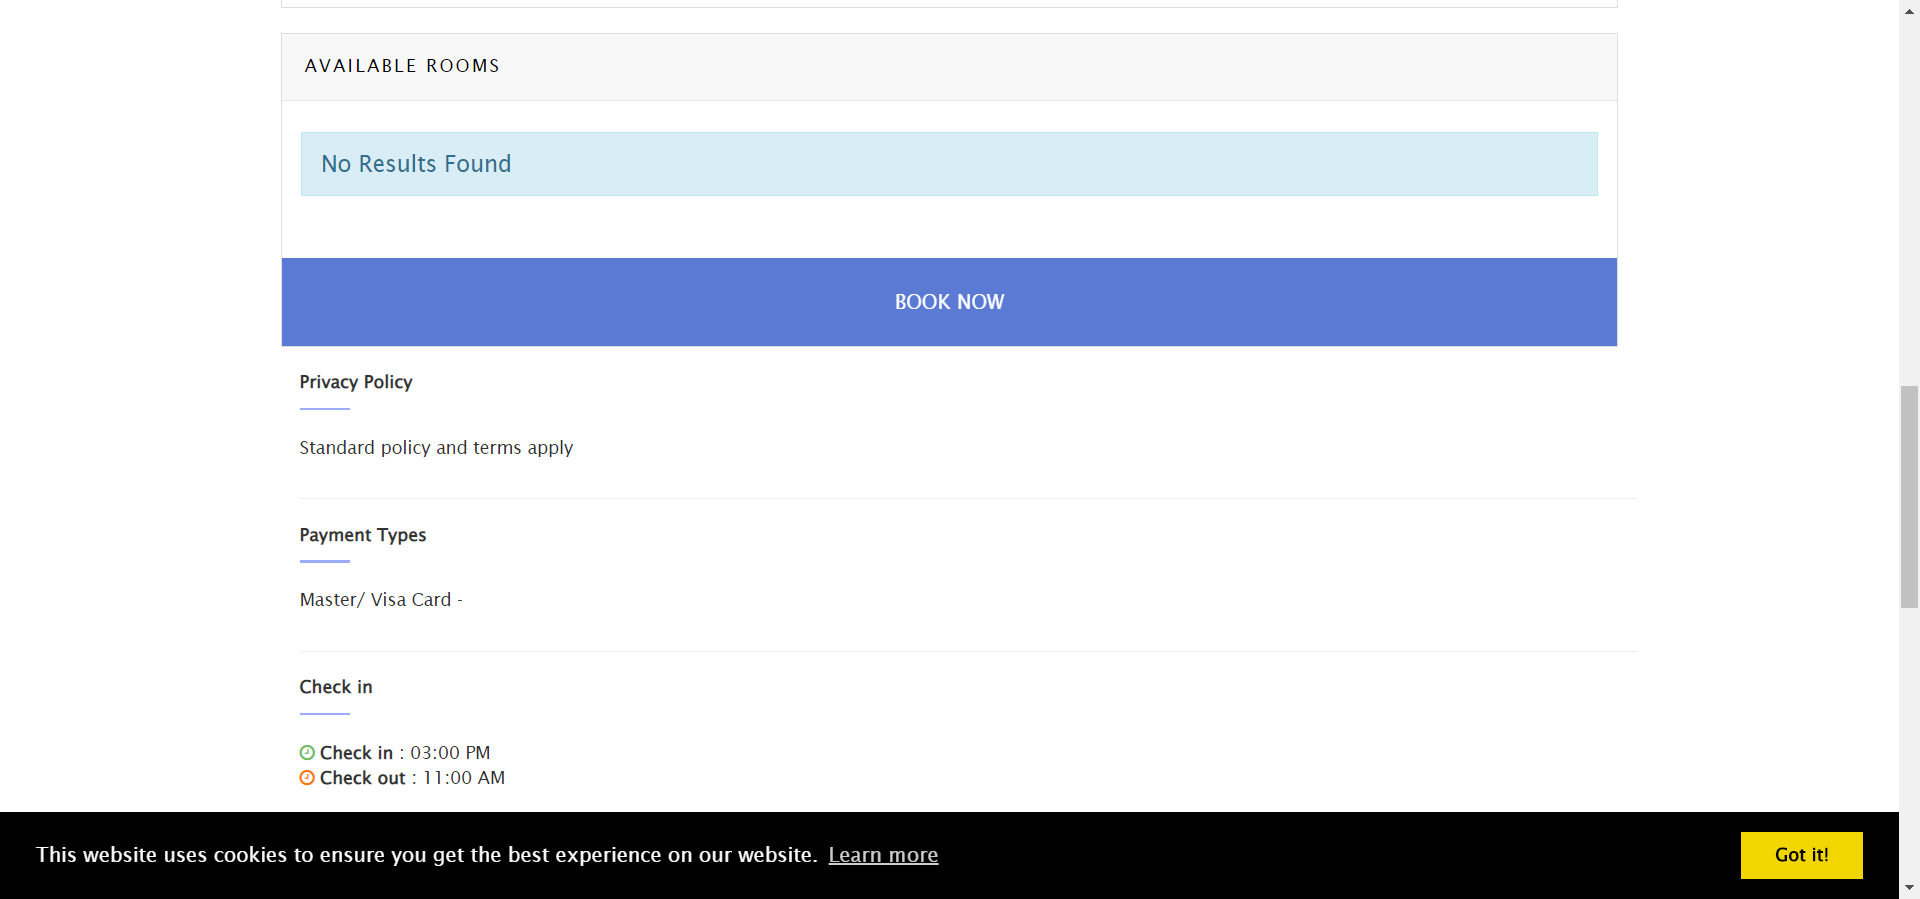 AVAILABLE ROOMS
No Results Found
BOOK NOW
Privacy Policy
Standard policy and terms apply
Payment Types
Master/ Visa Card -
Check in
Check in : 03:00 PM
Check out : 11:00 AM
This website uses cookies to ensure you get the best experience on our website. Learn more
Got it!